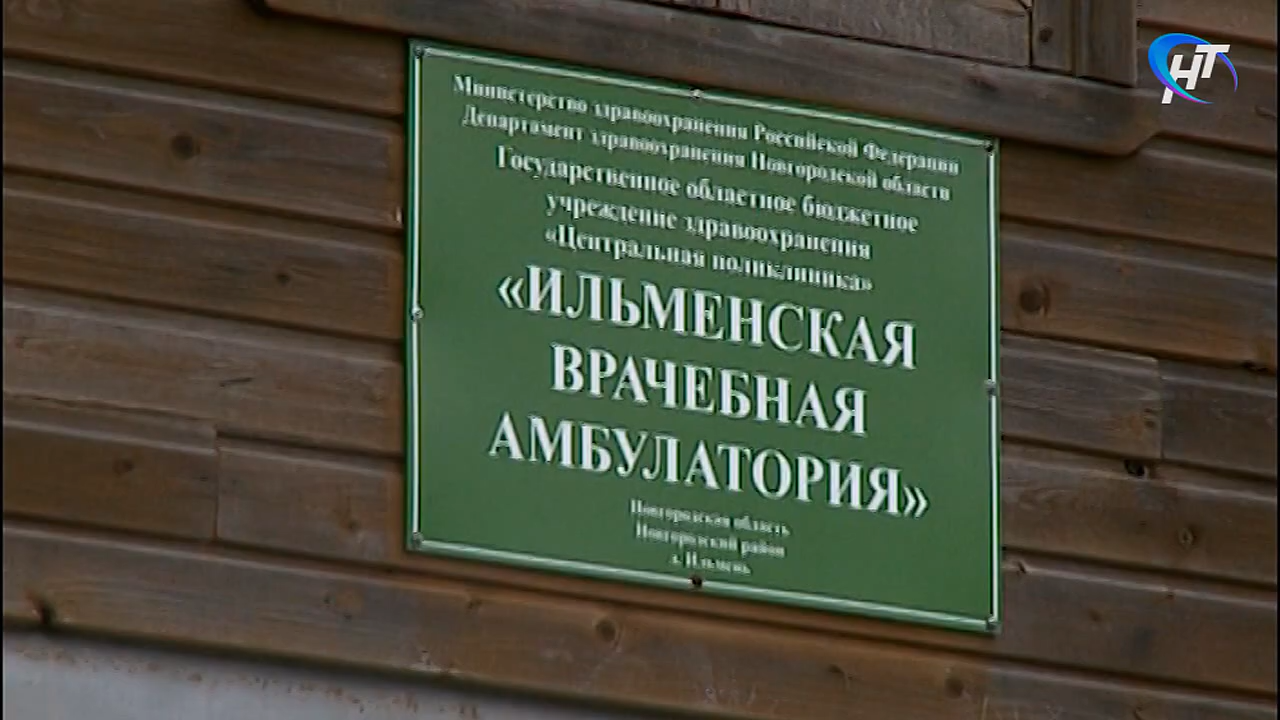 НТ
Министерство здравоохранения Российской Федерации
Департамент здравоохранения Новгородской области
Государственное областное бюджетное
учреждение здравоохранения
«Центральная поликлиника»
«ИЛЬМЕНСКАЯ
ВРАЧЕБНАЯ
АМБУЛАТОРИЯ»
Новгородская область
Новгородский район
д. Ильмень